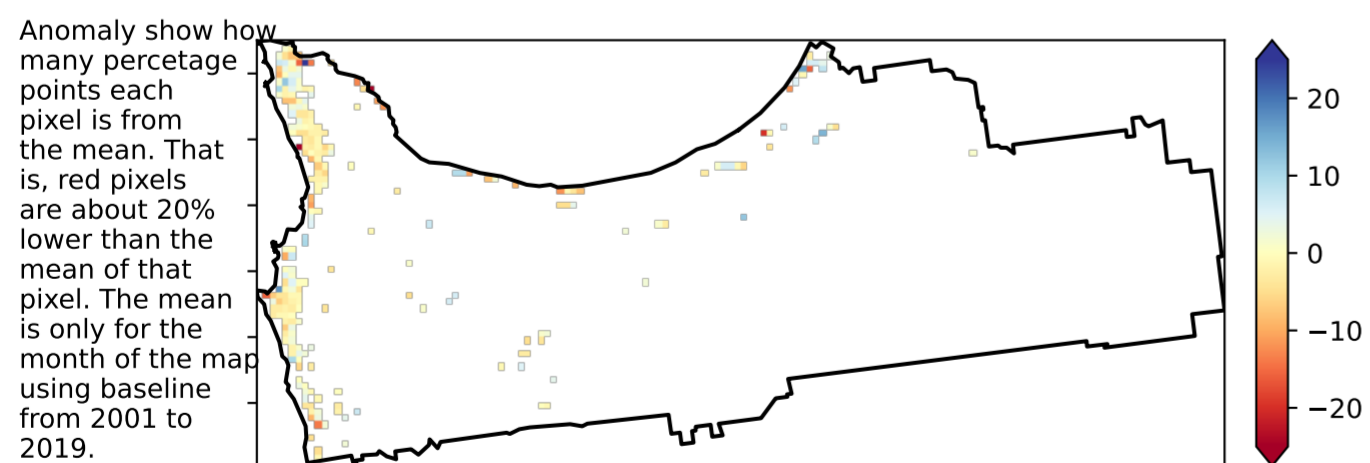 Anomaly show how
many percetage
points each
pixel is from
the mean. That
is, red pixels
are about 20%
lower than the
mean of that
pixel. The mean
is only for the
month of the map
using baseline
from 2001 to
2019.
20
10
0
−10
−20